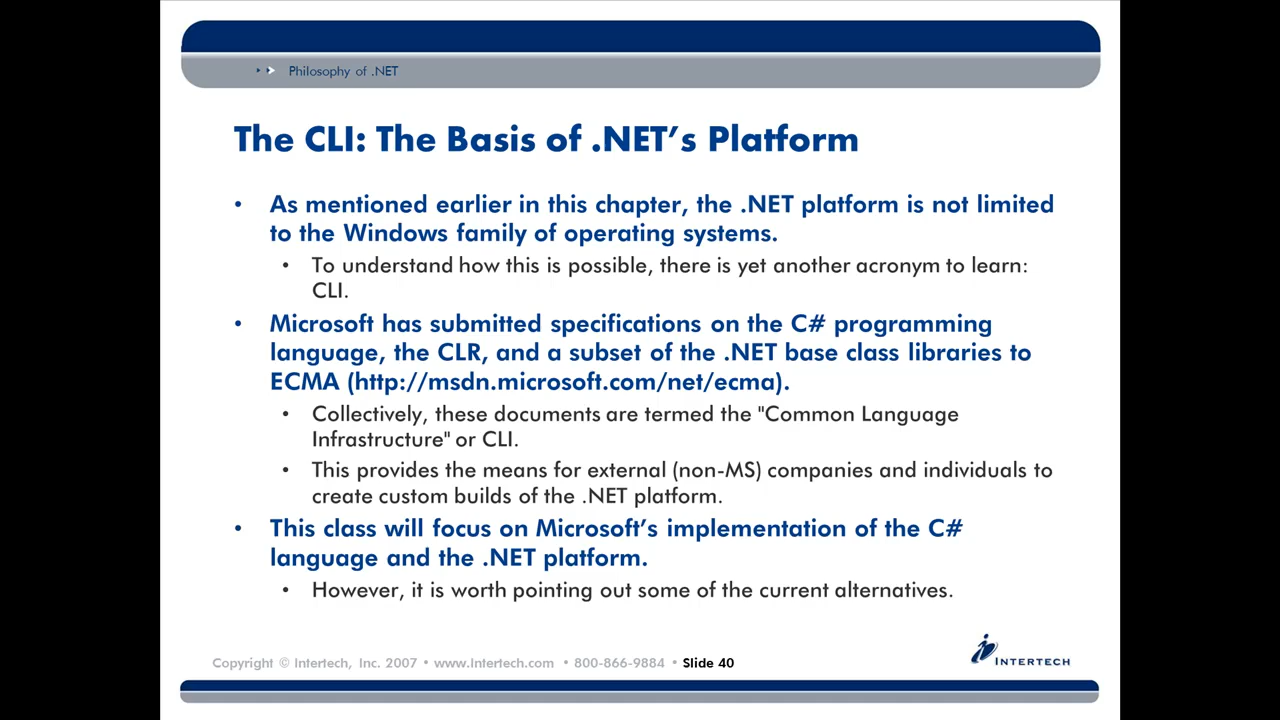 Philosophy of .NET
The CLI: The Basis of .NET’s Platform
• As mentioned earlier in this chapter, the .NET platform is not limited
to the Windows family of operating systems.
• To understand how this is possible, there is yet another acronym to learn:
CLI.
• Microsoft has submitted specifications on the C# programming
language, the CLR, and a subset of the .NET base class libraries to
ECMA (http://msdn.microsoft.com/net/ecma).
• Collectively, these documents are termed the "Common Language
Infrastructure" or CLI.
• This provides the means for external (non-MS) companies and individuals to
create custom builds of the .NET platform.
• This class will focus on Microsoft’s implementation of the C#
language and the .NET platform.
• However, it is worth pointing out some of the current alternatives.
Copyright © Intertech, Inc. 2007 • www.Intertech.com • 800-866-9884 • Slide 40
INTERTECH